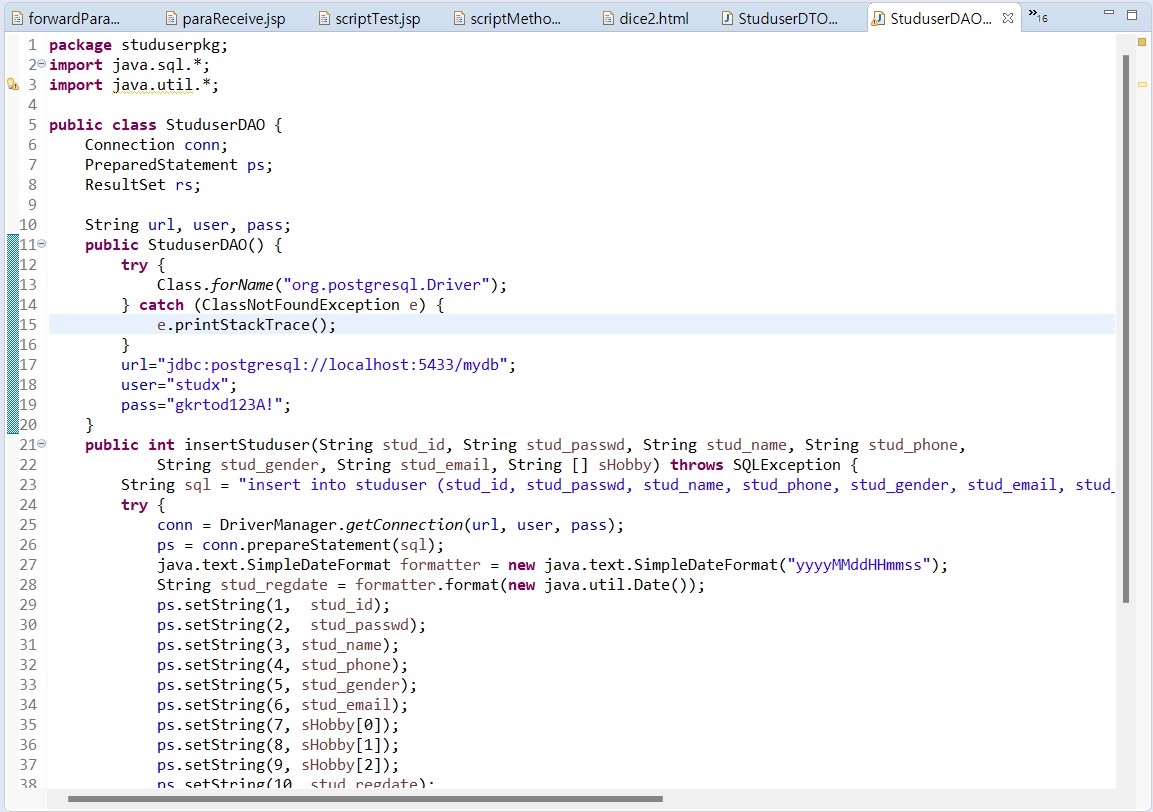 forwardPara...
paraReceive.jsp
scriptTest.jsp
scriptMetho...
dice2.html
StuduserDTO...
StuduserDAO...
»16
1 package studuserpkg;
2 import java.sql.*;
3 import java.util.*;
4
5 public class StuduserDAO {
6 Connection conn;
7 PreparedStatement ps;
8 ResultSet rs;
9
10 String url, user, pass;
11 public StuduserDAO() {
12 try {
13 Class.forName("org.postgresql.Driver");
14 } catch (ClassNotFoundException e) {
15 e.printStackTrace();
16 }
17 url="jdbc:postgresql://localhost:5433/mydb";
18 user="studx";
19 pass="gkrtod123A!";
20 }
21 public int insertStuduser(String stud_id, String stud_passwd, String stud_name, String stud_phone,
22 String stud_gender, String stud_email, String [] sHobby) throws SQLException {
23 String sql = "insert into studuser (stud_id, stud_passwd, stud_name, stud_phone, stud_gender, stud_email, stud_
24 try {
25 conn = DriverManager.getConnection(url, user, pass);
26 ps = conn.prepareStatement(sql);
27 java.text.SimpleDateFormat formatter = new java.text.SimpleDateFormat("yyyyMMddHHmmss");
28 String stud_regdate = formatter.format(new java.util.Date());
29 ps.setString(1,  stud_id);
30 ps.setString(2,  stud_passwd);
31 ps.setString(3, stud_name);
32 ps.setString(4, stud_phone);
33 ps.setString(5, stud_gender);
34 ps.setString(6, stud_email);
35 ps.setString(7, sHobby[0]);
36 ps.setString(8, sHobby[1]);
37 ps.setString(9, sHobby[2]);
38 ps.setString(10, stud_regdate);